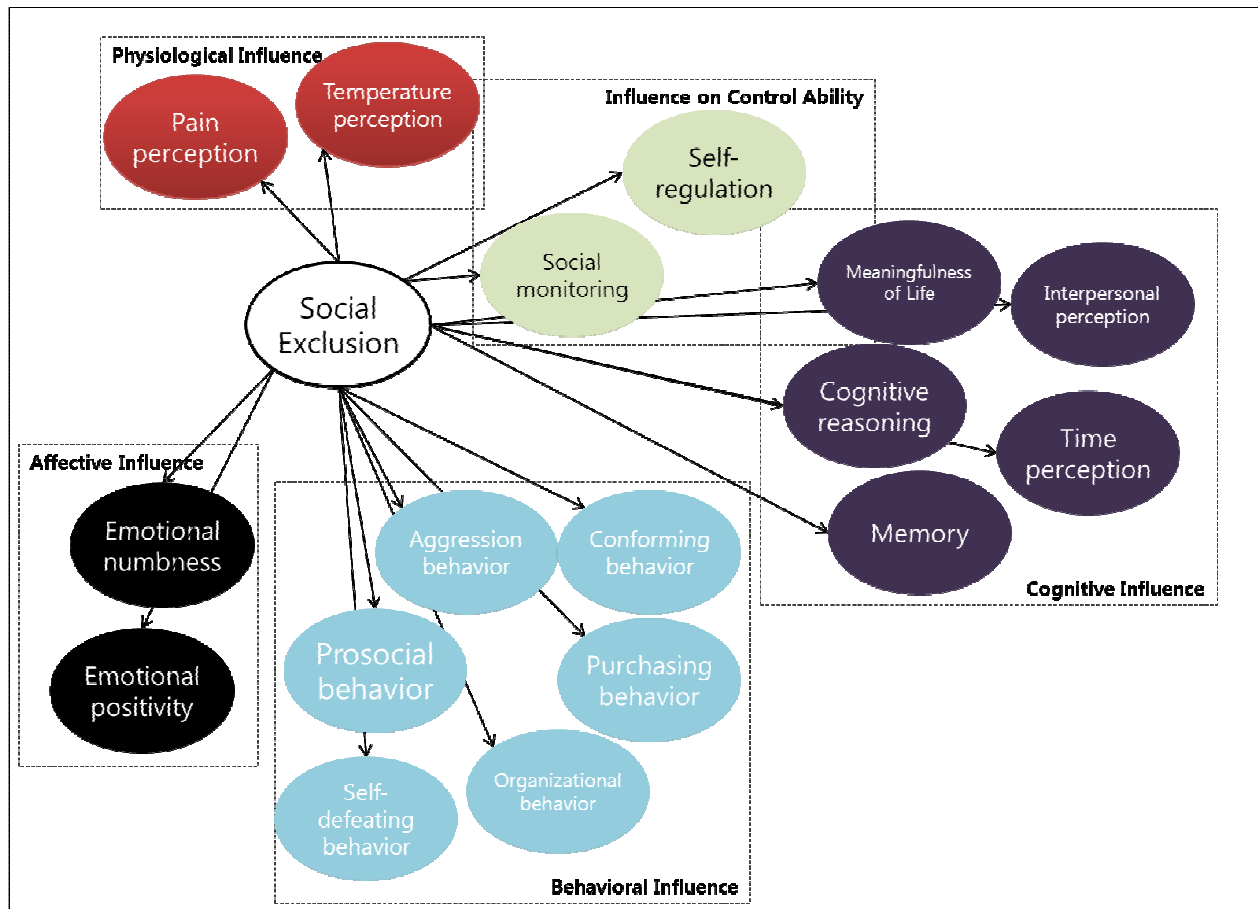 Physiological Influence
Pain
perception
Temperature
perception
Influence on Control Ability
Self-
regulation
Social
monitoring
Social
Exclusion
Meaningfulness
of Life
Interpersonal
perception
Cognitive
reasoning
Time
perception
Memory
Cognitive Influence
Affective Influence
Emotional
numbness
Emotional
positivity
Aggression
behavior
Conforming
behavior
Prosocial
behavior
Purchasing
behavior
Self-
defeating
behavior
Organizational
behavior
Behavioral Influence